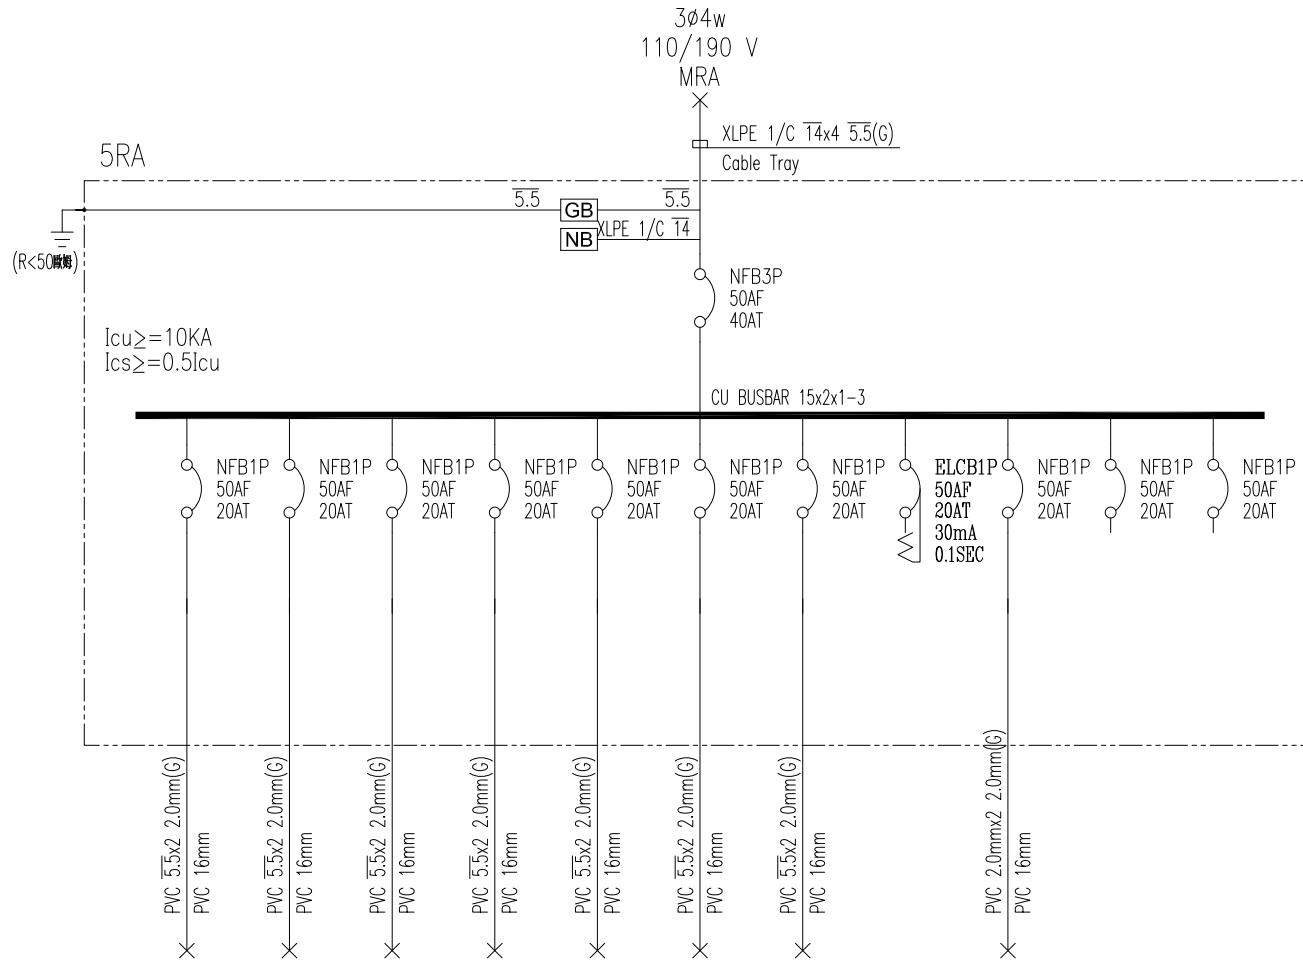 3ø4w
110/190 V
MRA
XLPE 1/C 14x4 5.5(G)
Cable Tray
5RA
5.5
GB
5.5
XLPE 1/C 14
NB
(R<50
NFB3P
50AF
40AT
Icu≥=10KA
Ics≥=0.5Icu
CU BUSBAR 15x2x1-3
NFB1P
50AF
20AT
NFB1P
50AF
20AT
NFB1P
50AF
20AT
NFB1P
50AF
20AT
NFB1P
50AF
20AT
NFB1P
50AF
20AT
NFB1P
50AF
20AT
ELCB1P
50AF
20AT
30mA
0.1SEC
NFB1P
50AF
20AT
NFB1P
50AF
20AT
NFB1P
50AF
20AT
PVC 5.5x2 2.0mm(G)
PVC 16mm
PVC 5.5x2 2.0mm(G)
PVC 16mm
PVC 5.5x2 2.0mm(G)
PVC 16mm
PVC 5.5x2 2.0mm(G)
PVC 16mm
PVC 5.5x2 2.0mm(G)
PVC 16mm
PVC 5.5x2 2.0mm(G)
PVC 16mm
PVC 5.5x2 2.0mm(G)
PVC 16mm
PVC 2.0mmx2 2.0mm(G)
PVC 16mm